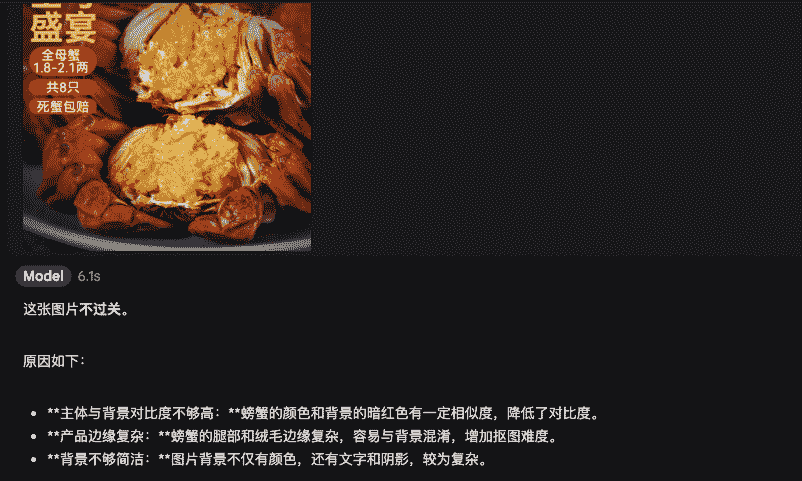 盛宴
全母蟹
1.8-2.1两
共8只
死蟹包赔
Model 6.1s
这张图片不过关。
原因如下：
• **主体与背景对比度不够高：**螃蟹的颜色和背景的暗红色有一定相似度，降低了对比度。
• **产品边缘复杂：**螃蟹的腿部和绒毛边缘复杂，容易与背景混淆，增加抠图难度。
• **背景不够简洁：**图片背景不仅有颜色，还有文字和阴影，较为复杂。